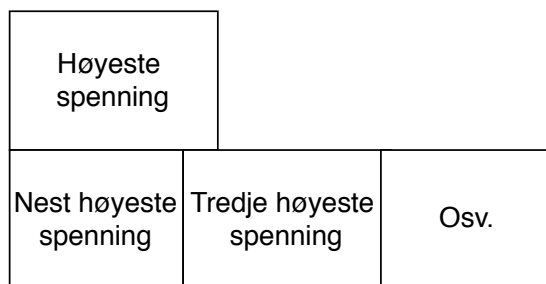 Høyeste
spenning
Nest høyeste
spenning
Tredje høyeste
spenning
Osv.